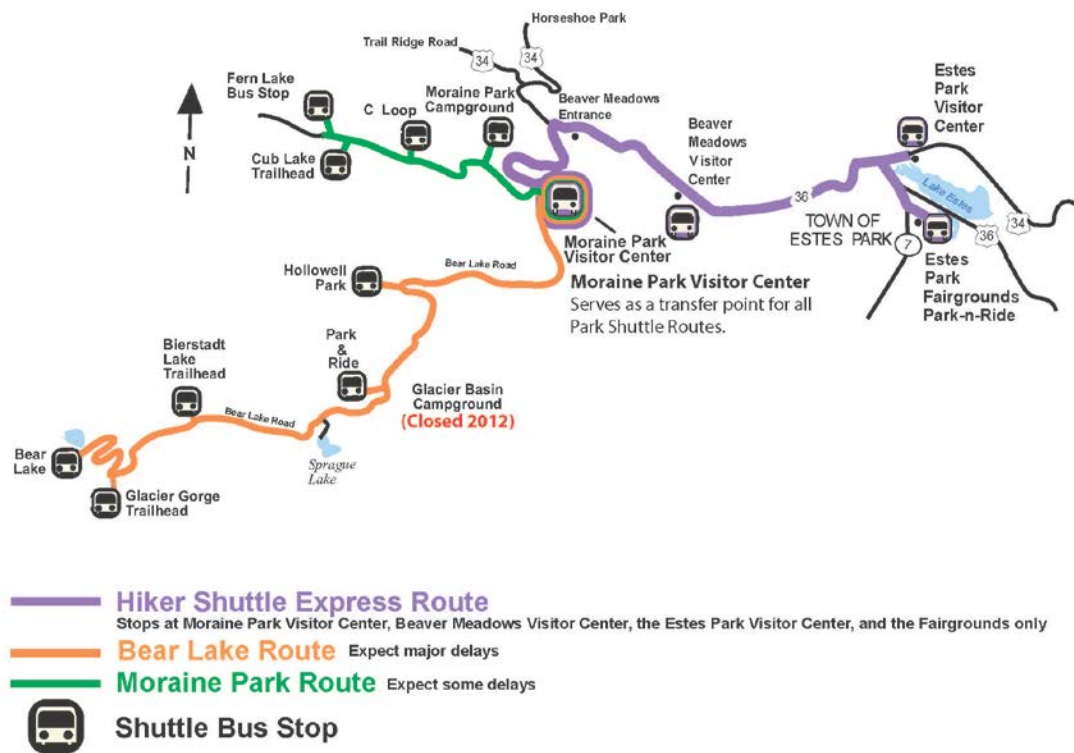 Horseshoe Park
Trail Ridge Road
34
34
Fern Lake
Bus Stop
C Loop
Moraine Park
Campground
Beaver Meadows
Entrance
Estes
Park
Visitor
Center
N
Cub Lake
Trailhead
Beaver
Meadows
Visitor
Center
36
Lake Estes
TOWN OF
ESTES PARK
7
36
34
Moraine Park
Visitor Center
Estes
Park
Fairgrounds
Park-n-Ride
Hollowell
Park
Bear Lake Road
Moraine Park Visitor Center
Serves as a transfer point for all
Park Shuttle Routes.
Bierstadt
Lake
Trailhead
Park
&
Ride
Glacier Basin
Campground
(Closed 2012)
Bear Lake Road
Bear
Lake
Sprague
Lake
Glacier Gorge
Trailhead
Hiker Shuttle Express Route
Stops at Moraine Park Visitor Center, Beaver Meadows Visitor Center, the Estes Park Visitor Center, and the Fairgrounds only
Bear Lake Route Expect major delays
Moraine Park Route Expect some delays
Shuttle Bus Stop